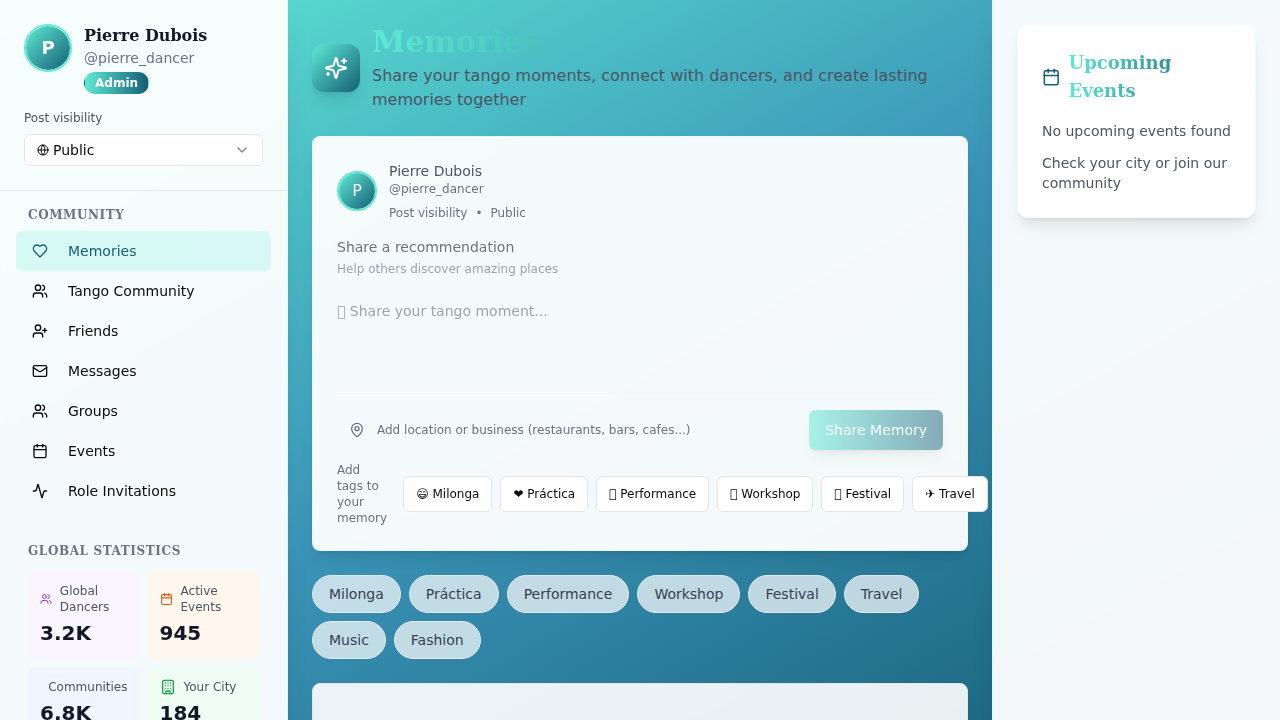 P
Pierre Dubois
@pierre_dancer
Admin
Post visibility
Public
COMMUNITY
Memories
Tango Community
Friends
Messages
Groups
Events
Role Invitations
GLOBAL STATISTICS
Global
Dancers
3.2K
Active
Events
945
Communities
6.8K
Your City
184
Memories
Share your tango moments, connect with dancers, and create lasting
memories together
P
Pierre Dubois
@pierre_dancer
Post visibility • Public
Share a recommendation
Help others discover amazing places
Share your tango moment...
Add location or business (restaurants, bars, cafes...)
Share Memory
Add
tags to
your
memory
😄 Milonga
❤ Práctica
Performance
Workshop
Festival
✈ Travel
Milonga
Práctica
Performance
Workshop
Festival
Travel
Music
Fashion
Upcoming
Events
No upcoming events found
Check your city or join our
community